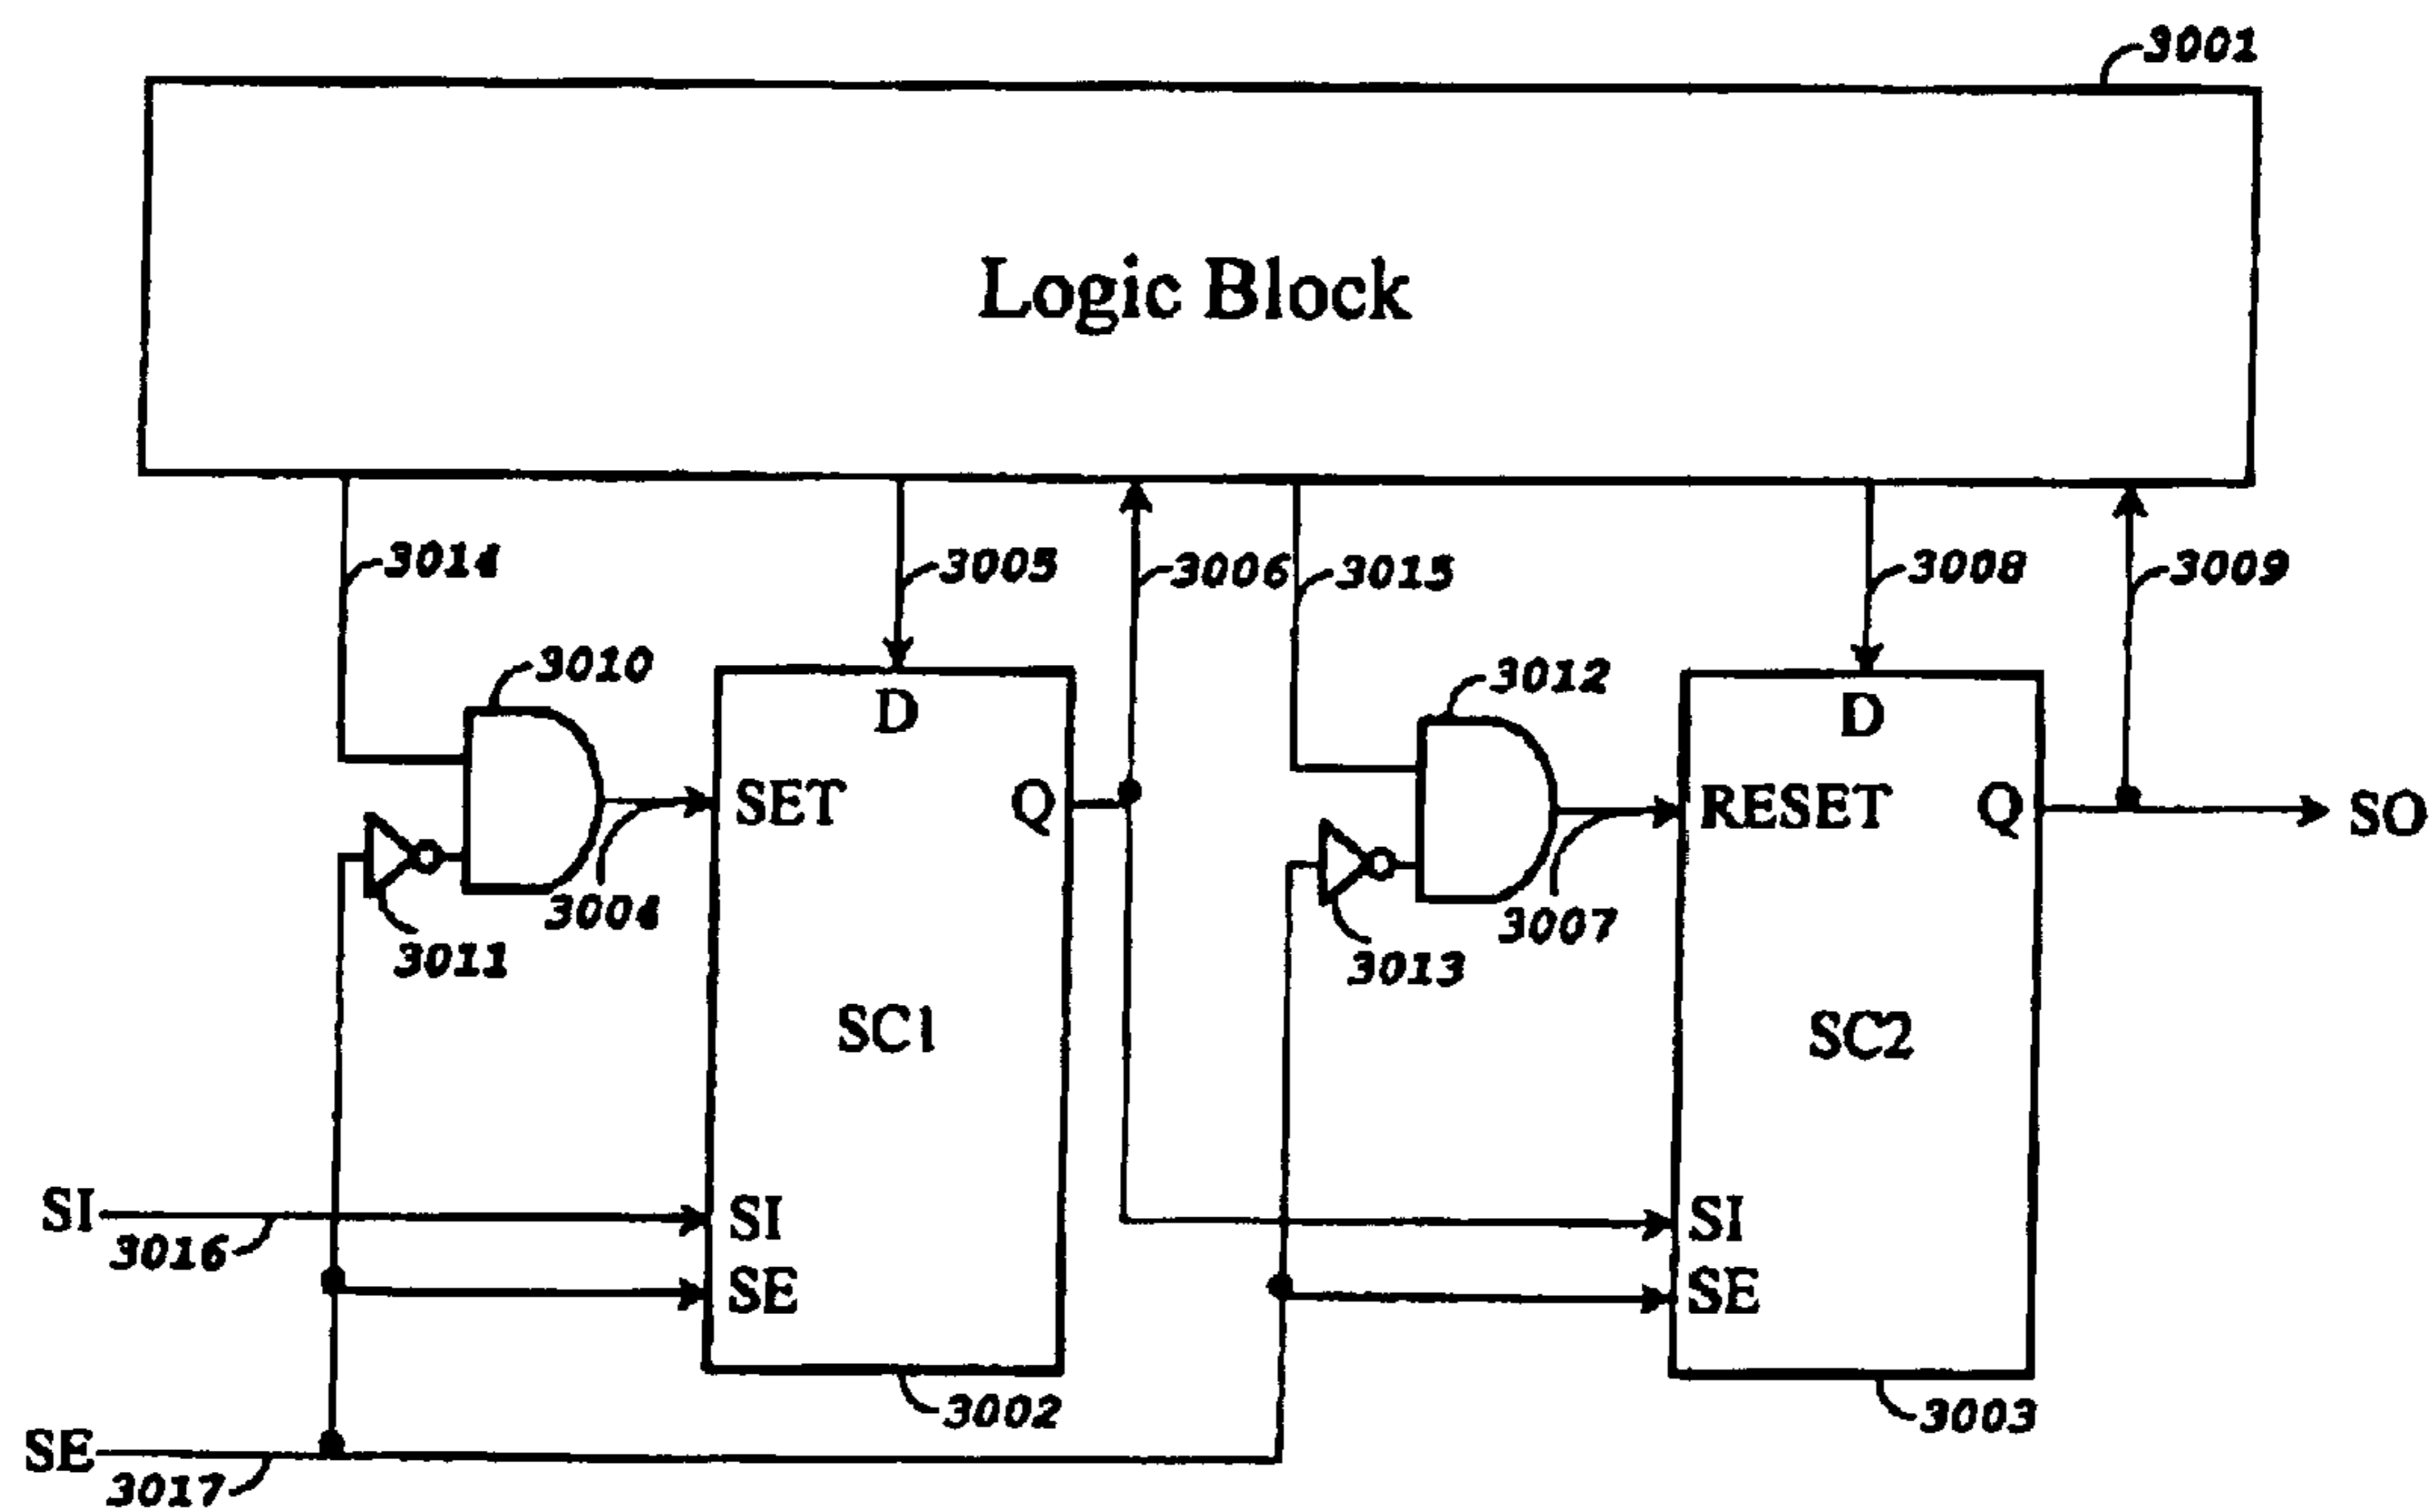 3001
Logic Block
3014
3005
3006
3015
3008
3009
3010
3012
D
D
SET
Q
RESET
Q
SO
3004
3007
3011
3013
SC1
SC2
SI
SI
SI
3016
SE
SE
3002
3003
SE
3017